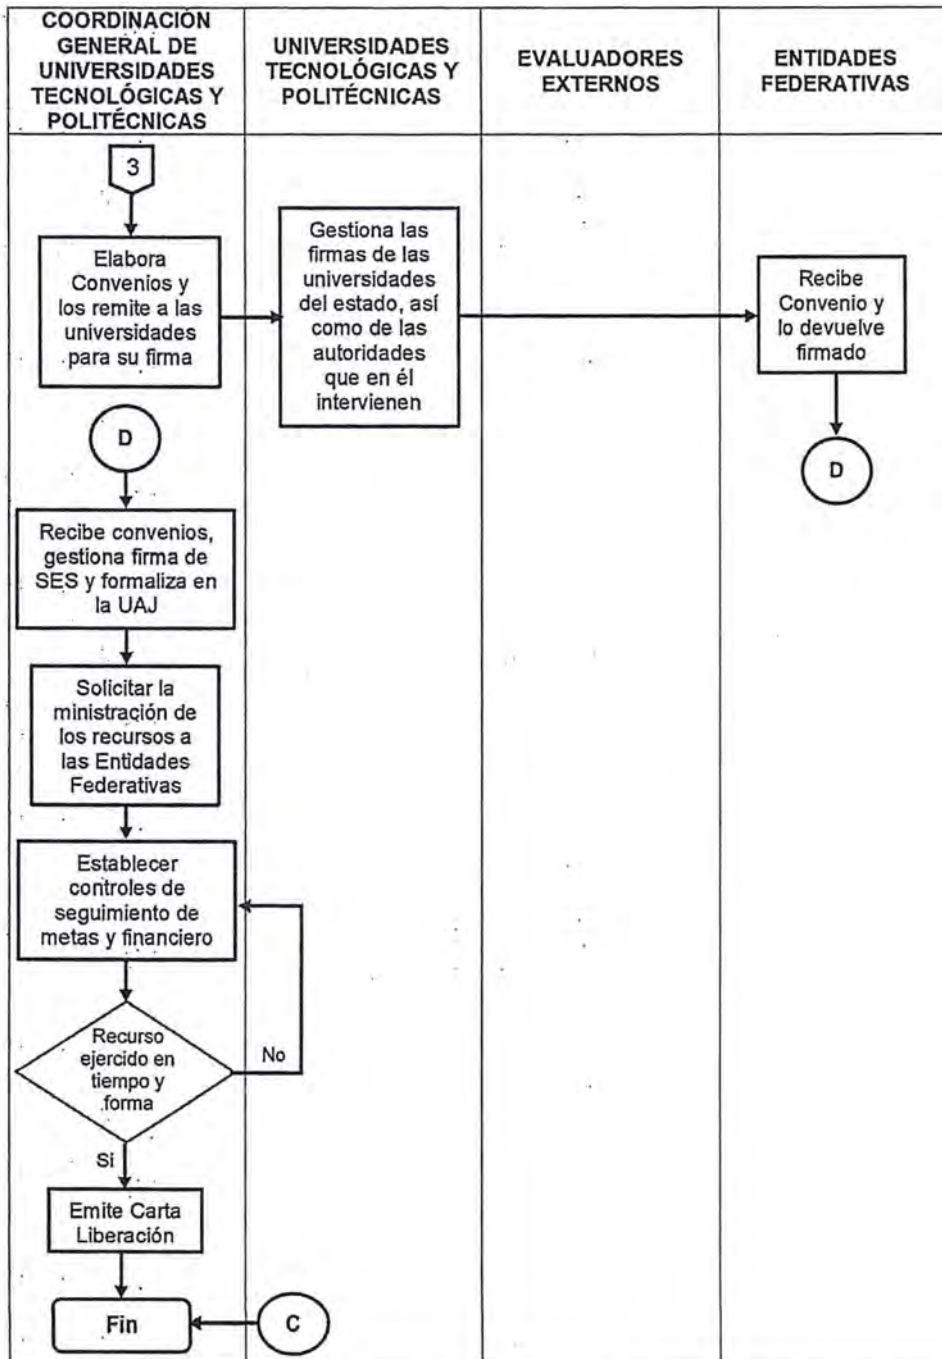 COORDINACIÓN
GENERAL DE
UNIVERSIDADES
TECNOLÓGICAS Y
POLITÉCNICAS
UNIVERSIDADES
TECNOLÓGICAS Y
POLITÉCNICAS
EVALUADORES
EXTERNOS
ENTIDADES
FEDERATIVAS
3
Elabora
Convenios y
los remite a las
universidades
para su firma
Gestiona las
firmas de las
universidades
del estado, así
como de las
autoridades
que en él
intervienen
Recibe
Convenio y
lo devuelve
firmado
D
D
Recibe convenios,
gestiona firma de
SES y formaliza en
la UAJ
Solicitar la
ministración de
los recursos a
las Entidades
Federativas
Establecer
controles de
seguimiento de
metas y financiero
Recurso
ejercido en
tiempo y
forma
No
Si
Emite Carta
Liberación
Fin
C